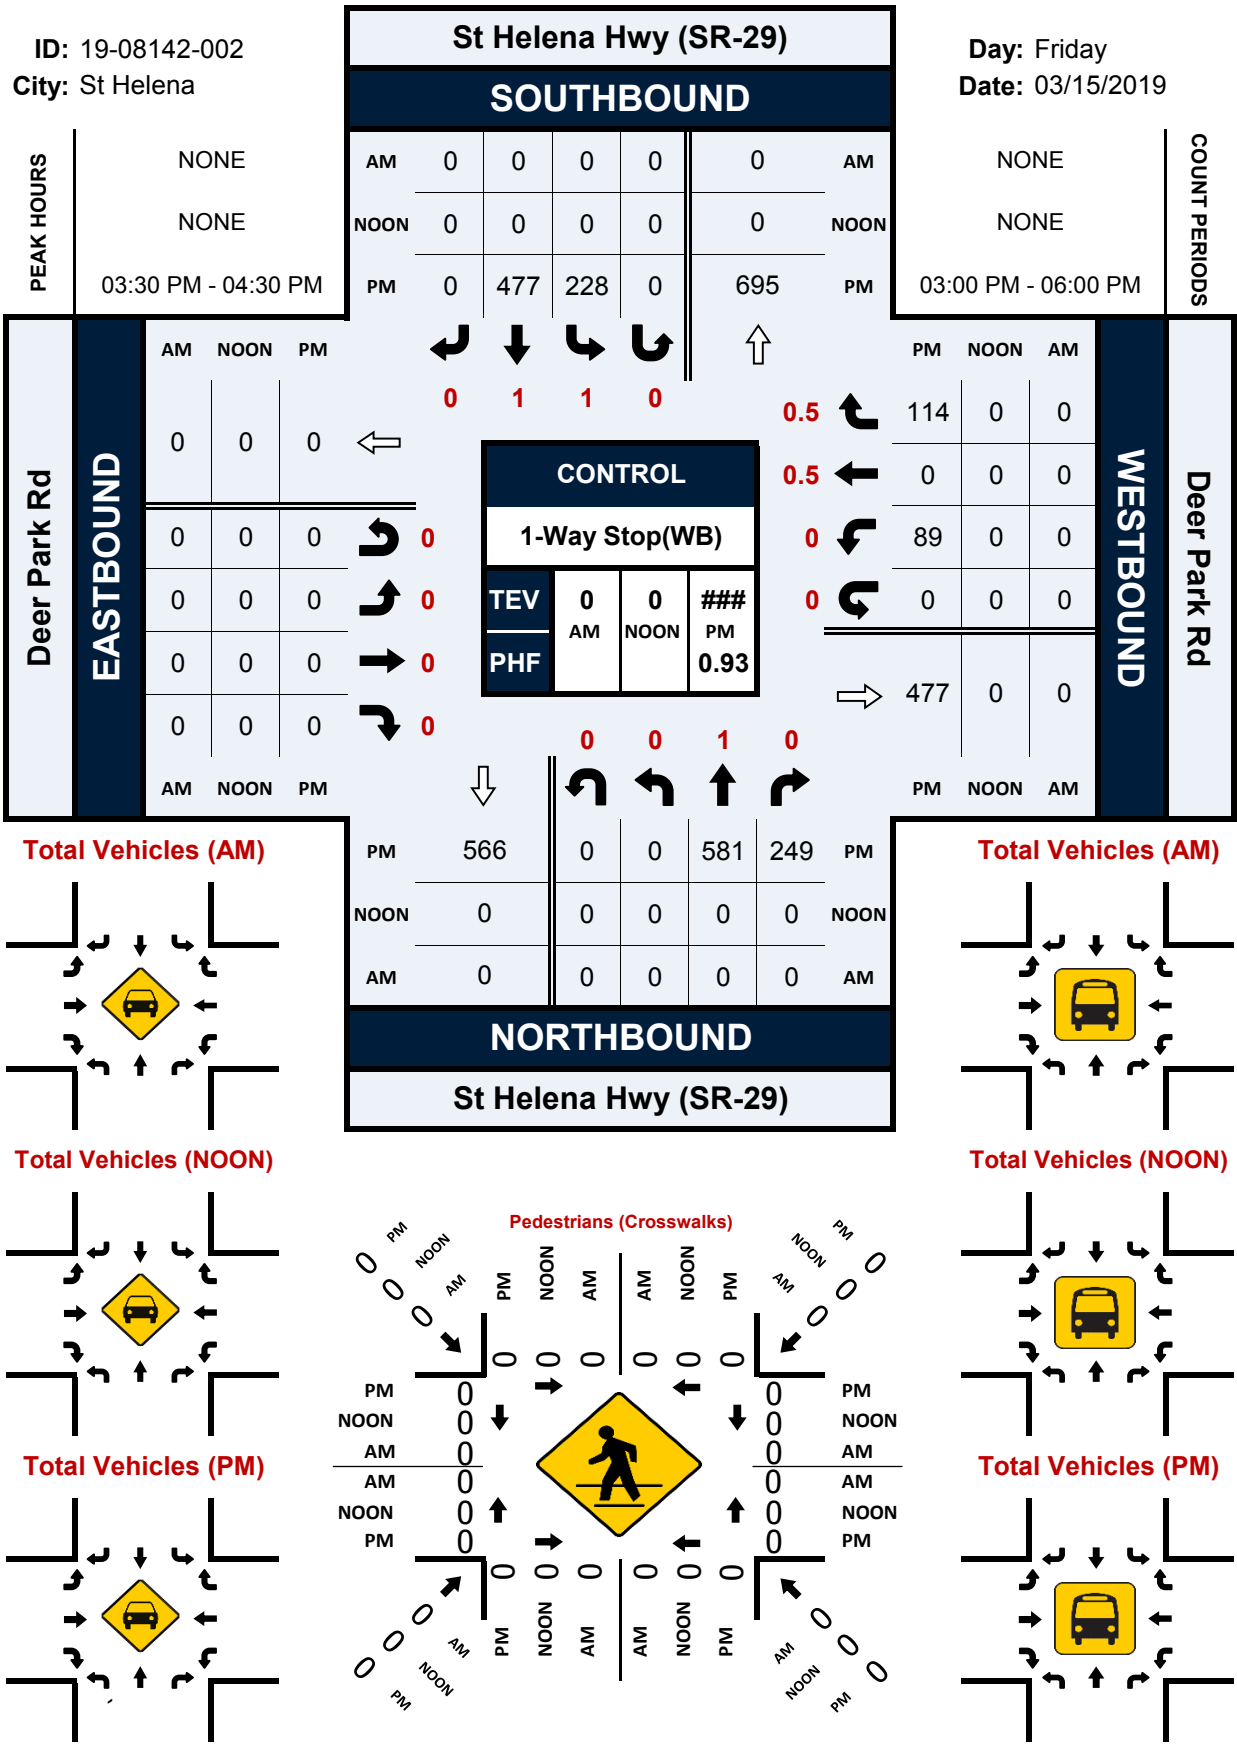 ID: 19-08142-002
City: St Helena
St Helena Hwy (SR-29)
SOUTHBOUND
Day: Friday
Date: 03/15/2019
PEAK HOURS
NONE
NONE
03:30 PM - 04:30 PM
AM 0 0 0 0 0 AM
NOON 0 0 0 0 0 NOON
PM 0 477 228 0 695 PM
NONE
NONE
03:00 PM - 06:00 PM
COUNT PERIODS
0 1 1 0
Deer Park Rd
EASTBOUND
AM NOON PM
0 0 0
0 0 0 0
0 0 0 0
0 0 0 0
0 0 0 0
AM NOON PM
CONTROL
1-Way Stop(WB)
TEV 0 0 ###
AM NOON PM
PHF 0.93
PM NOON AM
0.5 114 0 0
0.5 0 0 0
0 89 0 0
0 0 0 0
477 0 0
PM NOON AM
WESTBOUND
Deer Park Rd
0 0 1 0
PM 566 0 0 581 249 PM
NOON 0 0 0 0 0 NOON
AM 0 0 0 0 0 AM
NORTHBOUND
St Helena Hwy (SR-29)
Total Vehicles (AM)
Total Vehicles (AM)
Total Vehicles (NOON)
Total Vehicles (NOON)
Total Vehicles (PM)
Total Vehicles (PM)
Pedestrians (Crosswalks)
PM NOON AM
0 0 0
PM NOON AM AM NOON PM
0 0 0 0 0 0
PM NOON AM
0 0 0
PM 0 0 PM
NOON 0 0 NOON
AM 0 0 AM
AM 0 0 AM
NOON 0 0 NOON
PM 0 0 PM
0 0 0 0 0 0
PM NOON AM AM NOON PM
0 0 0
AM NOON PM
0 0 0
AM NOON PM